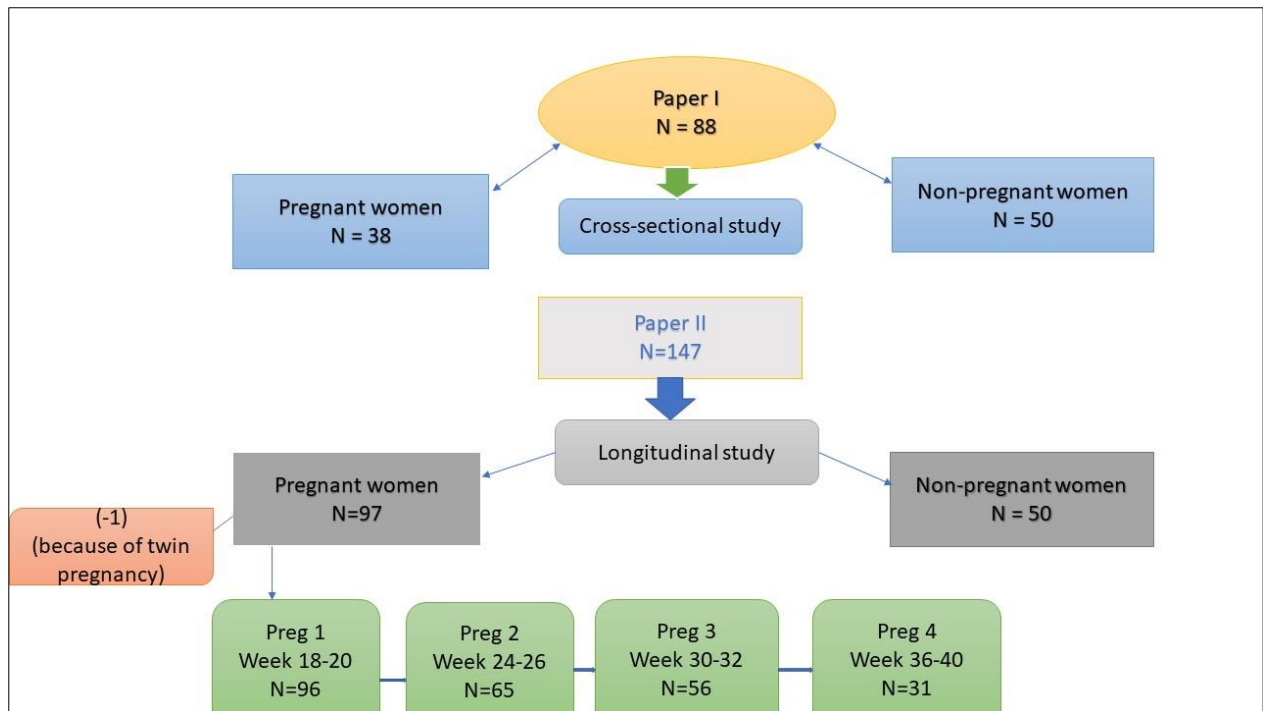 Paper I
N = 88
Pregnant women
N = 38
Cross-sectional study
Non-pregnant women
N = 50
Paper II
N=147
Longitudinal study
Pregnant women
N=97
Non-pregnant women
N = 50
(-1)
(because of twin
pregnancy)
Preg 1
Week 18-20
N=96
Preg 2
Week 24-26
N=65
Preg 3
Week 30-32
N=56
Preg 4
Week 36-40
N=31